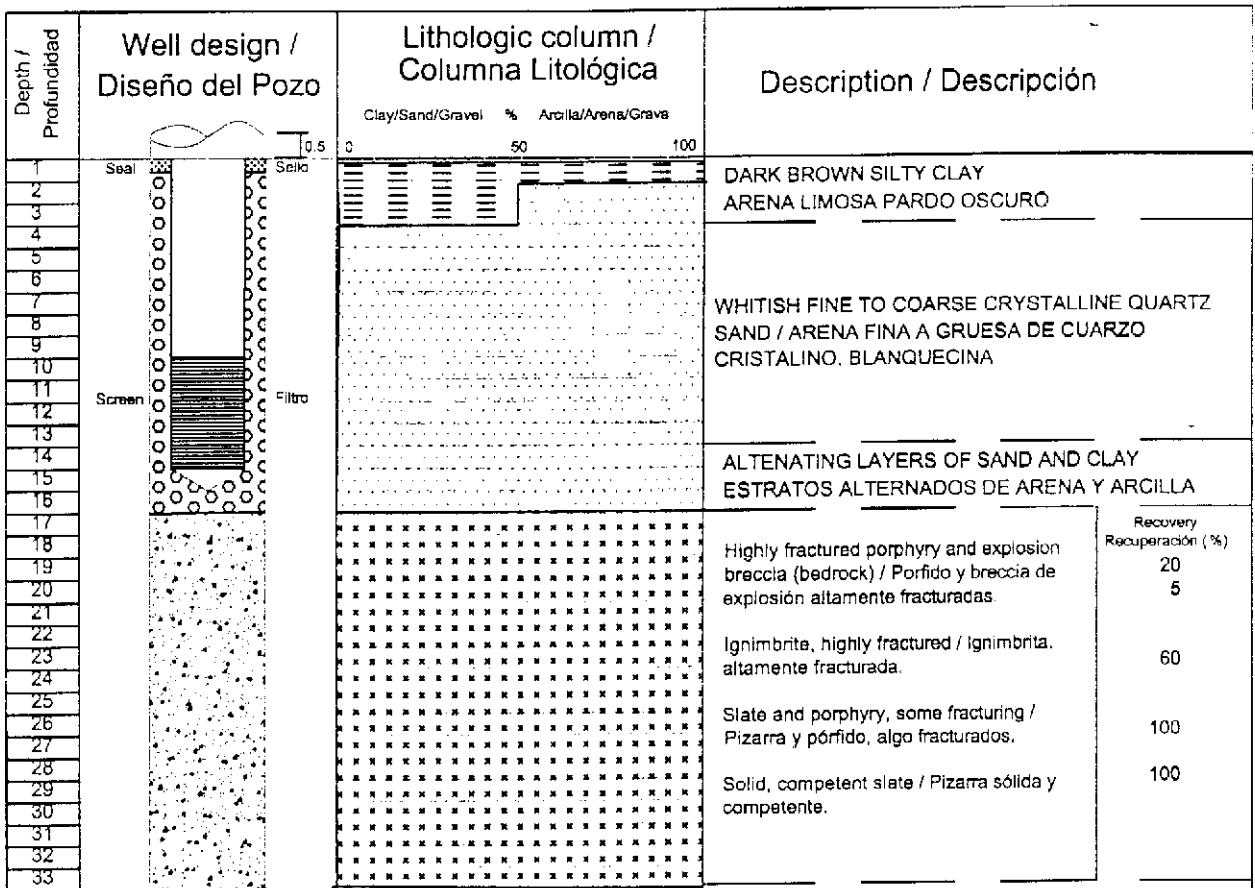 Depth /
Profundidad
Well design /
Diseño del Pozo
Lithologic column /
Columna Litológica
Description / Descripción
Clay/Sand/Gravel % Arcilla/Arena/Grava
0.5
0 50 100
Seal
Sello
Screen
Filtro
1
2
3
4
5
6
7
8
9
10
11
12
13
14
15
16
17
18
19
20
21
22
23
24
25
26
27
28
29
30
31
32
33
DARK BROWN SILTY CLAY
ARENA LIMOSA PARDO OSCURO
WHITISH FINE TO COARSE CRYSTALLINE QUARTZ
SAND / ARENA FINA A GRUESA DE CUARZO
CRISTALINO, BLANQUECINA
ALTENATING LAYERS OF SAND AND CLAY
ESTRATOS ALTERNADOS DE ARENA Y ARCILLA
Recovery
Recuperación (%)
Highly fractured porphyry and explosion
breccia (bedrock) / Porfido y breccia de
explosión altamente fracturadas.
20
5
Ignimbrite, highly fractured / Ignimbrita,
altamente fracturada.
60
Slate and porphyry, some fracturing /
Pizarra y pórfido, algo fracturados.
100
Solid, competent slate / Pizarra sólida y
competente.
100